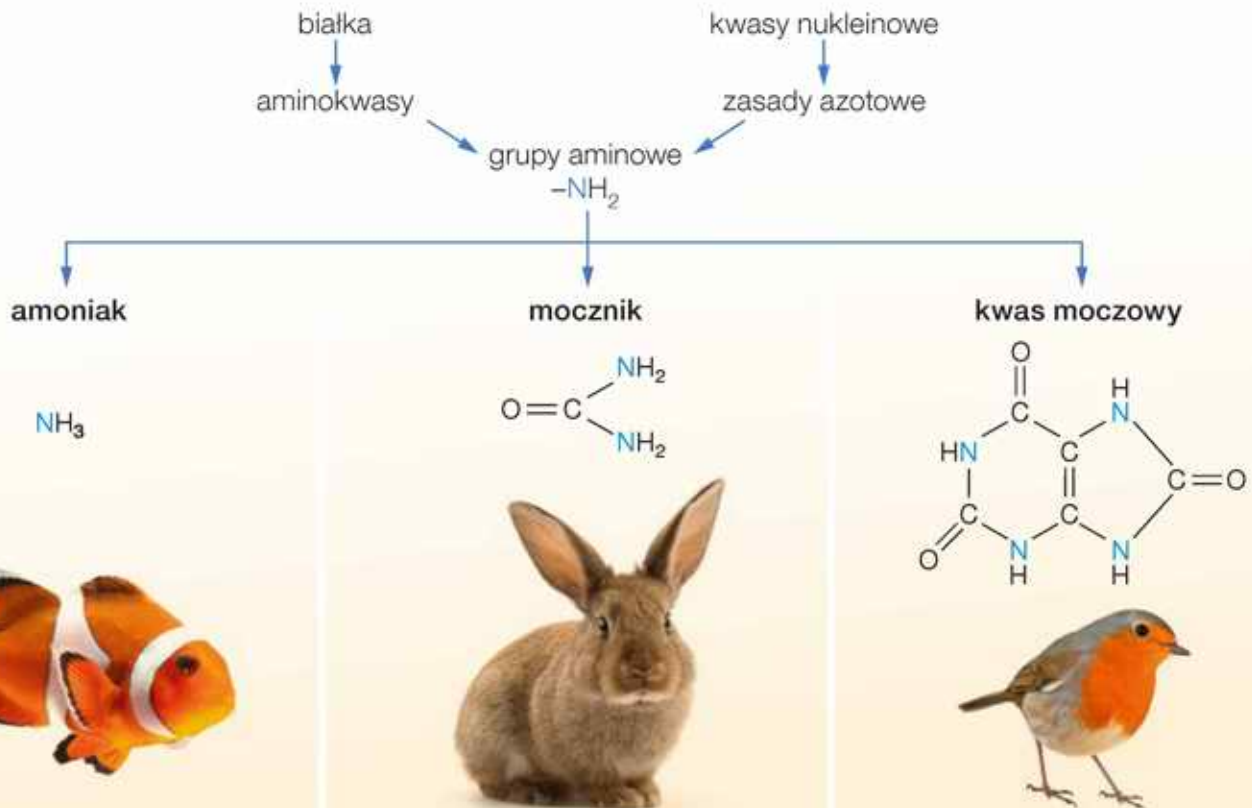 białka
kwasy nukleinowe
aminokwasy
zasady azotowe
grupy aminowe
–NH₂
amoniak
mocznik
kwas moczowy
NH₃
O=C
NH₂
NH₂
O
C
H
N
HN
C
C=O
C
C
O
N
H
N
H